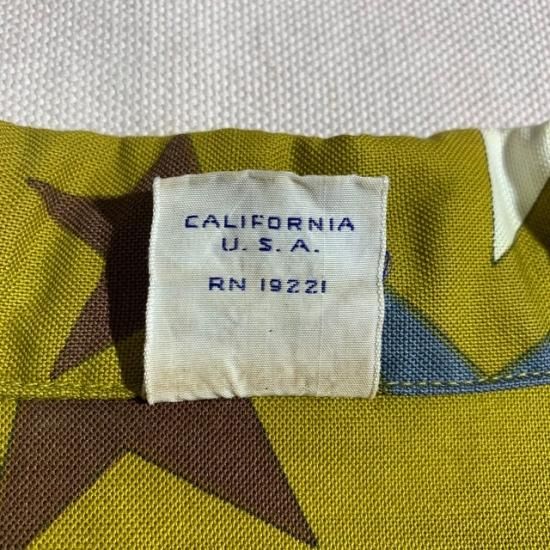 CALIFORNIA
U. S. A.
RN 19221